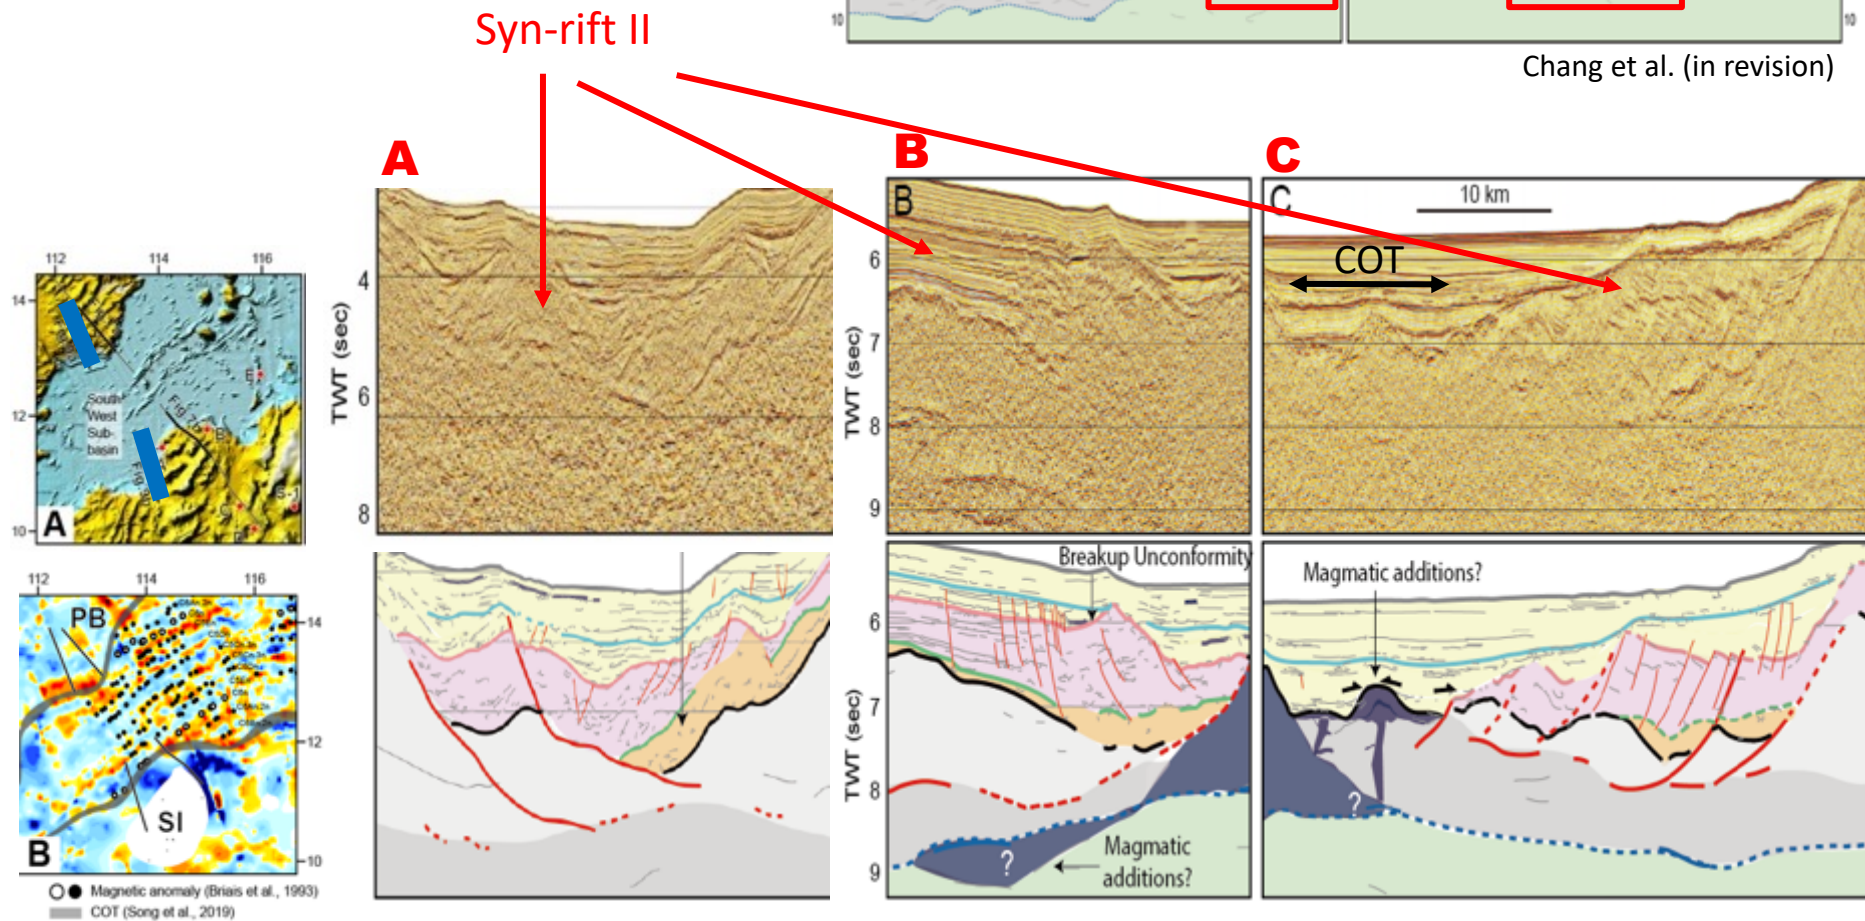 10
10
Syn-rift II
Chang et al. (in revision)
A
B
C
B
C
10 km
COT
TWT (sec)
4
6
8
TWT (sec)
6
7
8
9
112
114
116
14
12
10
South
West
Sub-
basin
E
B
C
S-1
A
Breakup Unconformity
Magmatic additions?
TWT (sec)
6
7
8
9
?
Magmatic
additions?
?
112
114
116
PB
14
12
10
SI
B
Magnetic anomaly (Briais et al., 1993)
COT (Song et al., 2019)